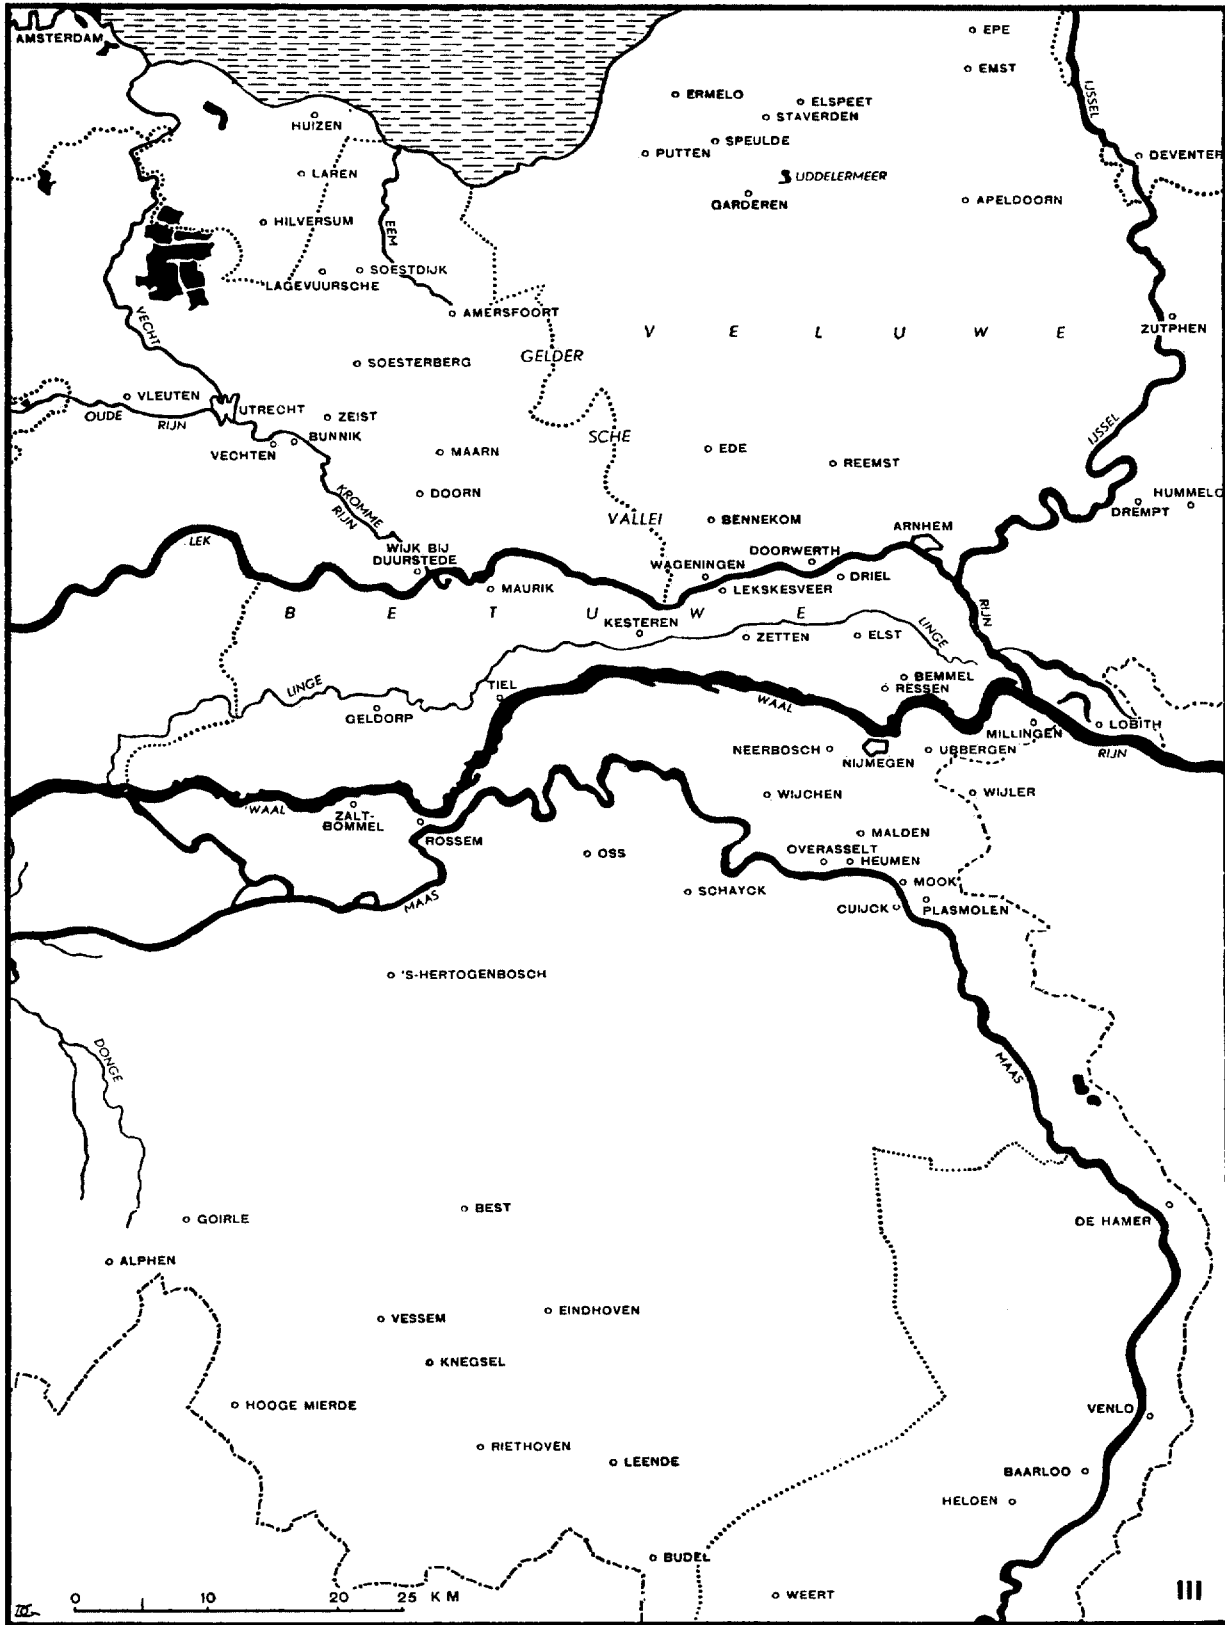 AMSTERDAM
EPE
EMST
ERMELO
ELSPEET
STAVERDEN
IJSSEL
HUIZEN
SPEULDE
PUTTEN
DEVENTER
LAREN
UDDELERMEER
GARDEREN
APELDOORN
HILVERSUM
EEM
SOESTDIJK
LAGEVUURSCHE
AMERSFOORT
VECHT
V E L U W E
ZUTPHEN
GELDER
SOESTERBERG
VLEUTEN
UTRECHT
OUDE RIJN
ZEIST
IJSSEL
BUNNIK
SCHE
VECHTEN
MAARN
EDE
REEMST
KROMME
RIJN
DOORN
HUMMELO
DREMPT
VALLEI
BENNEKOM
ARNHEM
LEK
WIJK BIJ
DUURSTEDE
DOORWERTH
WAGENINGEN
DRIEL
MAURIK
LEKSKESVEER
RIJN
B E T U W E
KESTEREN
ZETTEN
ELST
LINGE
BEMMEL
LINGE
TIEL
RESSEN
WAAL
GELDORP
LOBITH
MILLINGEN
NEERBOSCH
UBBERGEN
RIJN
NIJMEGEN
WIJCHEN
WIJLER
WAAL
ZALT-
BOMMEL
ROSSEM
MALDEN
OSS
OVERASSELT
HEUMEN
MOOK
SCHAYCK
MAAS
CUIJCK
PLASMOLEN
'S-HERTOGENBOSCH
DONGE
MAAS
BEST
GOIRLE
DE HAMER
ALPHEN
EINDHOVEN
VESSEM
KNEGSEL
HOOGE MIERDE
VENLO
RIETHOVEN
LEENDE
BAARLOO
HELDEN
BUDEL
WEERT
0 10 20 25 KM
III